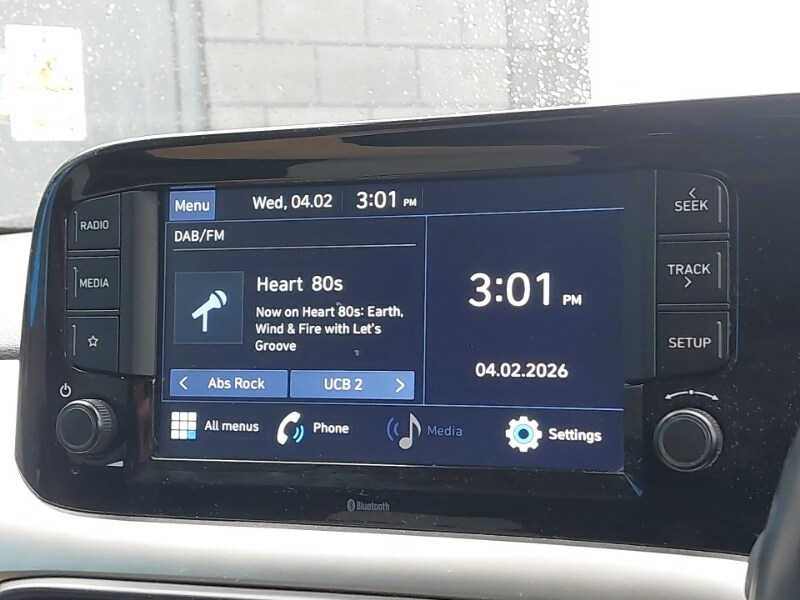 Menu
Wed, 04.02
3:01 PM
DAB/FM
Heart 80s
Now on Heart 80s: Earth,
Wind & Fire with Let's
Groove
< Abs Rock
UCB 2 >
3:01 PM
04.02.2026
All menus
Phone
Media
Settings
RADIO
MEDIA
<
SEEK
TRACK
>
SETUP
Bluetooth